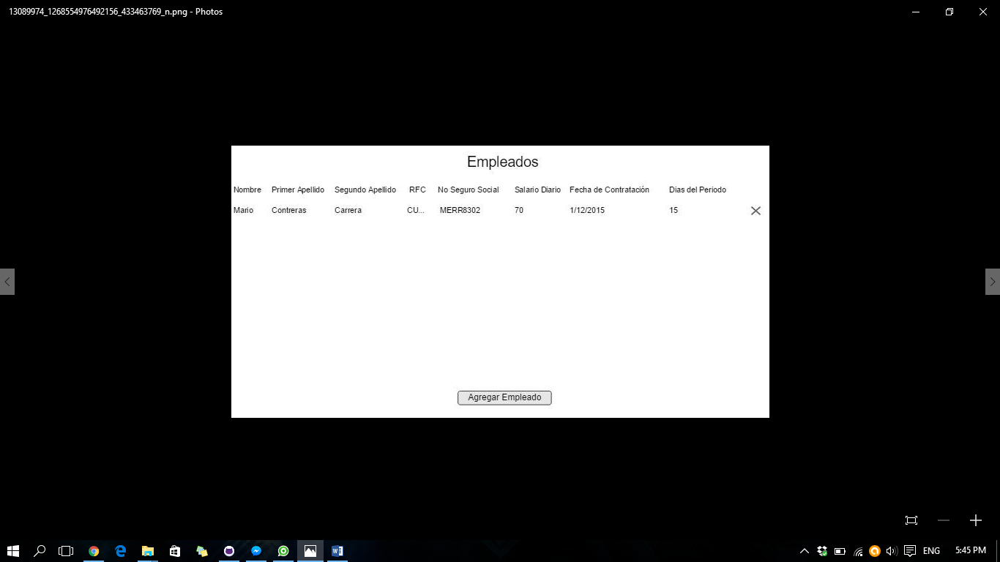 13089974_1268554976492156_433463769_n.png - Photos
Empleados
Nombre Primer Apellido Segundo Apellido RFC No Seguro Social Salario Diario Fecha de Contratación Dias del Periodo
Mario Contreras Carrera CU... MERR8302 70 1/12/2015 15
Agregar Empleado
ENG 5:45 PM